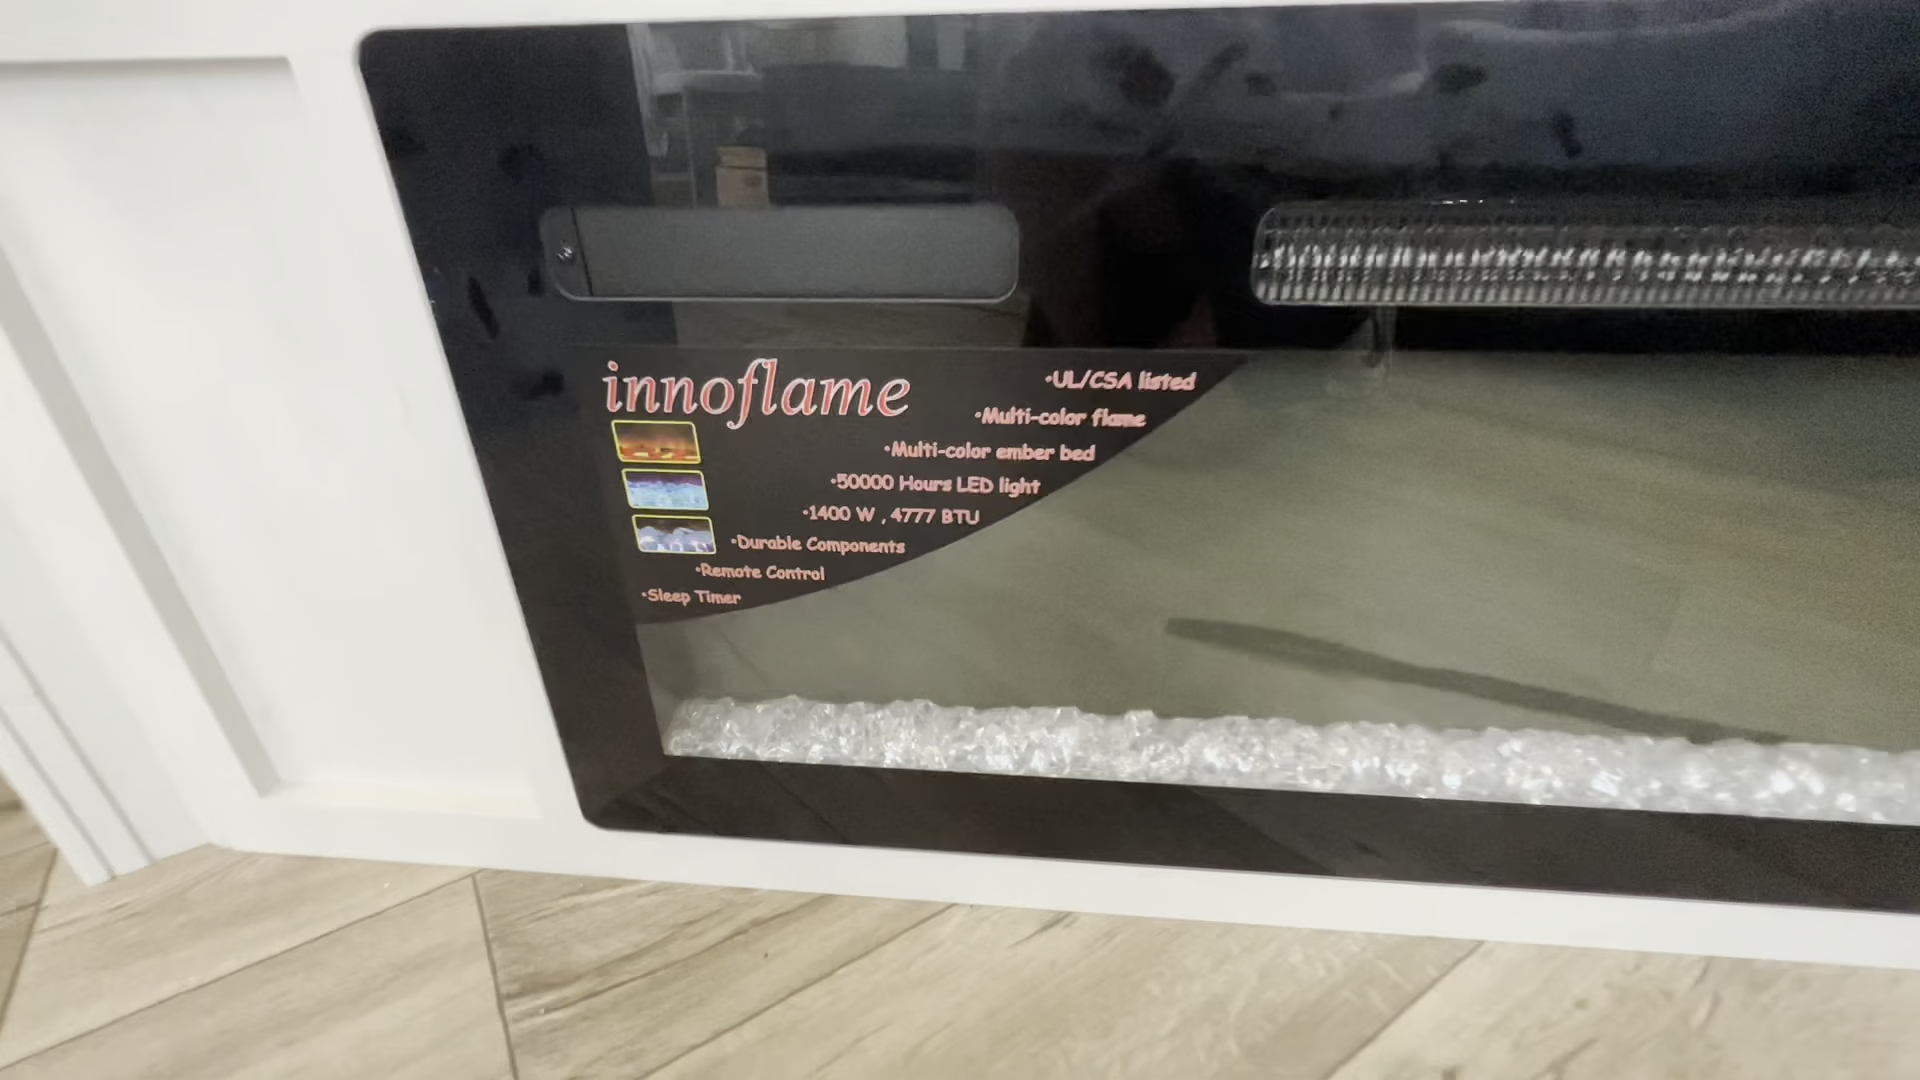 innoflame
•UL/CSA listed
•Multi-color flame
•Multi-color ember bed
•50000 Hours LED light
•1400 W , 4777 BTU
•Durable Components
•Remote Control
•Sleep Timer